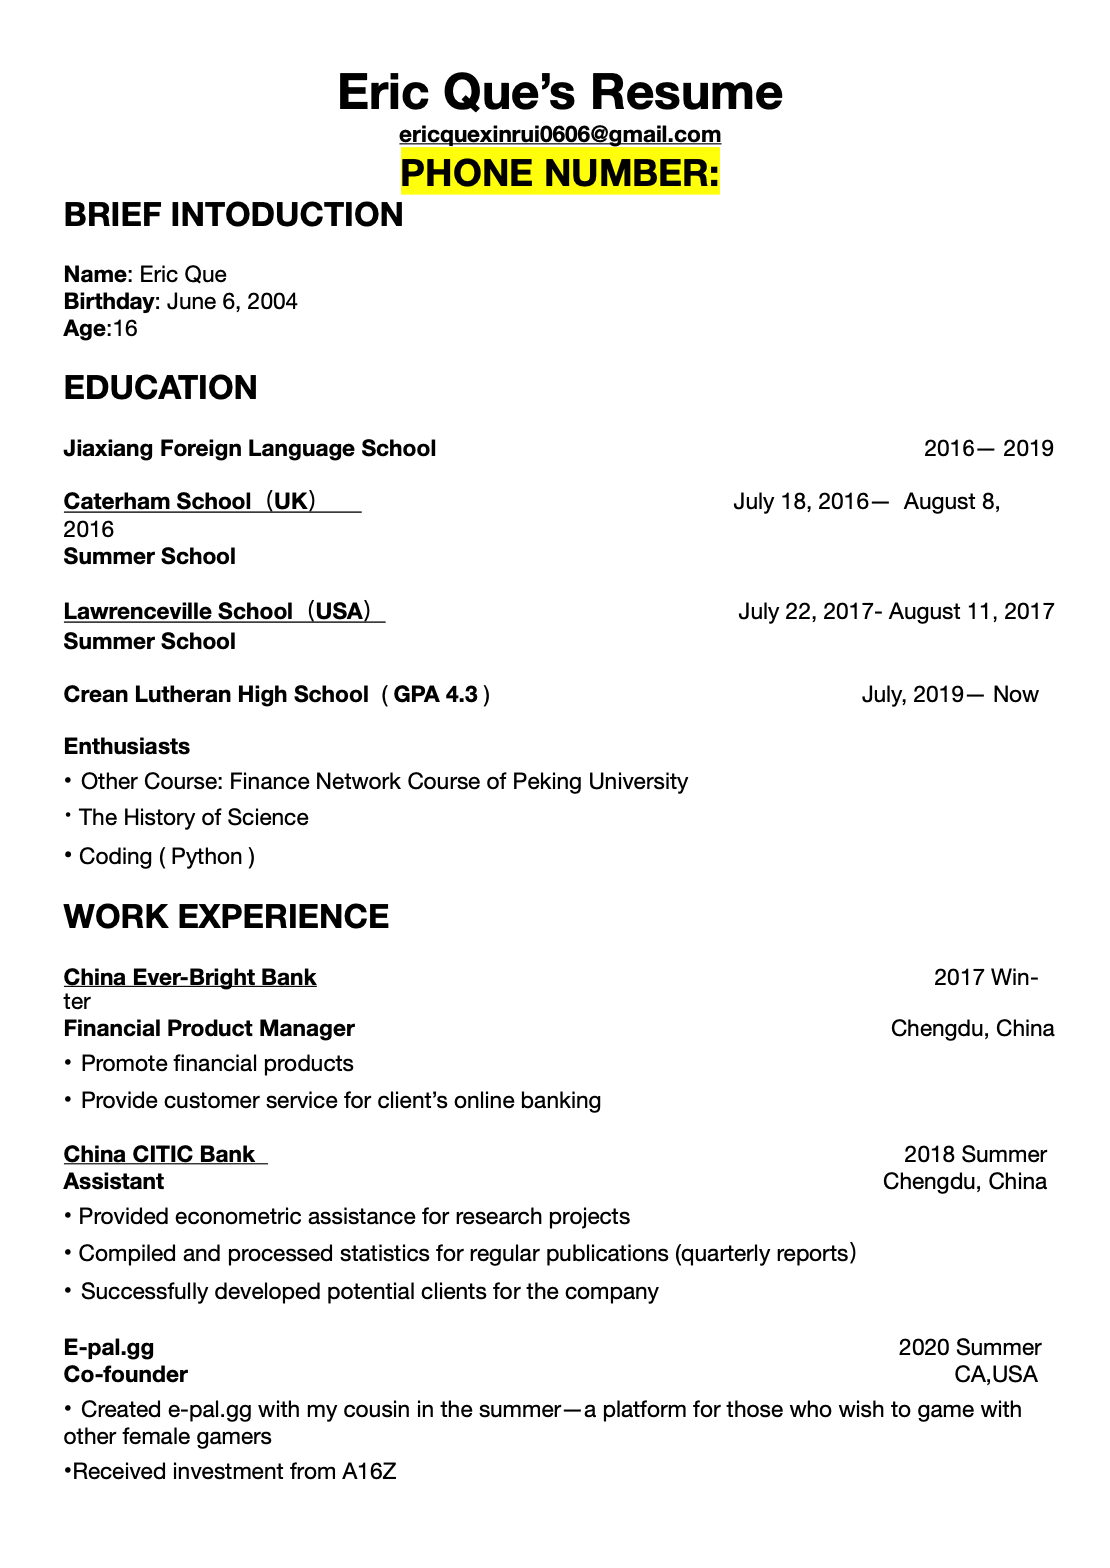 Eric Que’s Resume
ericquexinrui0606@gmail.com
PHONE NUMBER:
BRIEF INTODUCTION
Name: Eric Que
Birthday: June 6, 2004
Age:16
EDUCATION
Jiaxiang Foreign Language School 2016— 2019
Caterham School（UK） July 18, 2016— August 8,
2016
Summer School
Lawrenceville School（USA） July 22, 2017- August 11, 2017
Summer School
Crean Lutheran High School ( GPA 4.3 ) July, 2019— Now
Enthusiasts
• Other Course: Finance Network Course of Peking University
• The History of Science
• Coding ( Python )
WORK EXPERIENCE
China Ever-Bright Bank 2017 Win-
ter
Financial Product Manager Chengdu, China
• Promote financial products
• Provide customer service for client’s online banking
China CITIC Bank 2018 Summer
Assistant Chengdu, China
• Provided econometric assistance for research projects
• Compiled and processed statistics for regular publications (quarterly reports）
• Successfully developed potential clients for the company
E-pal.gg 2020 Summer
Co-founder CA,USA
• Created e-pal.gg with my cousin in the summer—a platform for those who wish to game with
other female gamers
•Received investment from A16Z